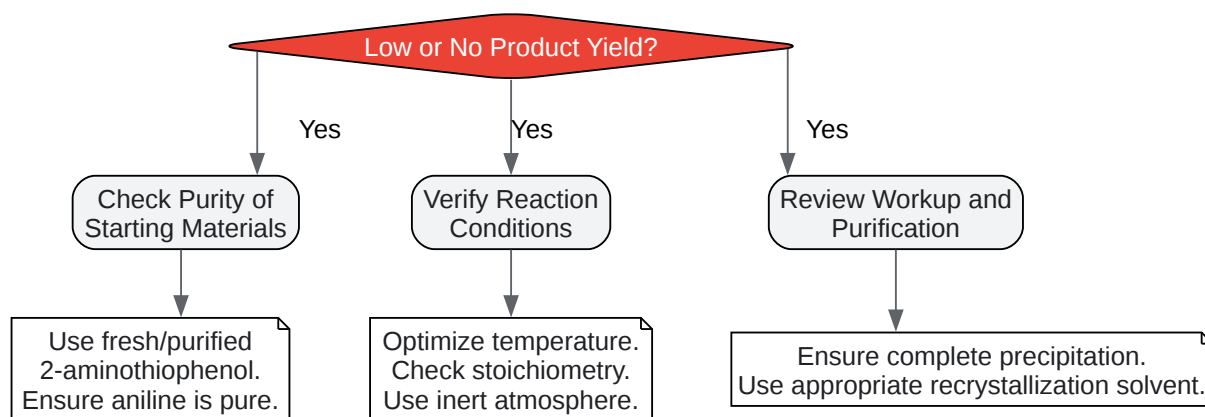 Low or No Product Yield?
Yes
Yes
Yes
Check Purity of
Starting Materials
Verify Reaction
Conditions
Review Workup and
Purification
Use fresh/purified
2-aminothiophenol.
Ensure aniline is pure.
Optimize temperature.
Check stoichiometry.
Use inert atmosphere.
Ensure complete precipitation.
Use appropriate recrystallization solvent.